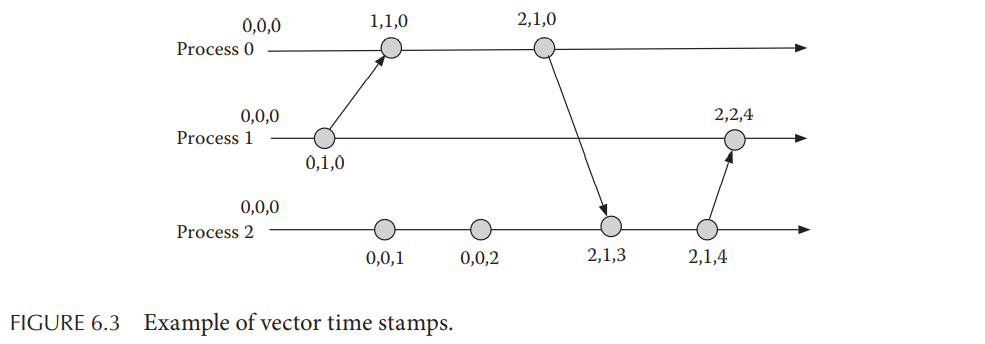 0,0,0
1,1,0
2,1,0
Process 0
0,0,0
2,2,4
Process 1
0,1,0
0,0,0
Process 2
0,0,1
0,0,2
2,1,3
2,1,4
FIGURE 6.3 Example of vector time stamps.